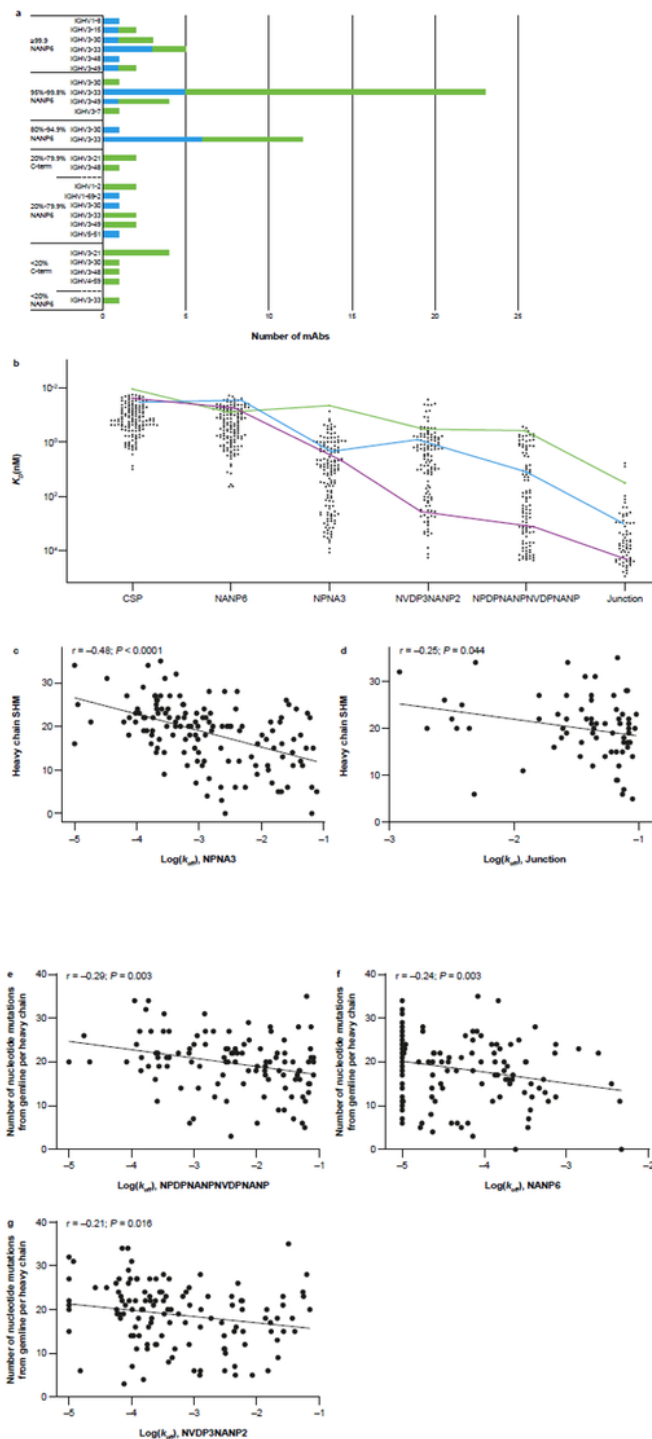 a
≥99.9
NANP6
IGHV1-8
IGHV3-15
IGHV3-30
IGHV3-33
IGHV3-48
IGHV3-49
95%-99.8%
NANP6
IGHV3-30
IGHV3-33
IGHV3-49
IGHV3-7
80%-94.9%
NANP6
IGHV3-30
IGHV3-33
20%-79.9%
C-term
IGHV3-21
IGHV3-48
20%-79.9%
NANP6
IGHV1-2
IGHV1-69-2
IGHV3-30
IGHV3-33
IGHV3-49
IGHV5-51
<20%
C-term
IGHV3-21
IGHV3-30
IGHV3-48
IGHV4-59
<20%
NANP6
IGHV3-33
0 5 10 15 20 25
Number of mAbs
b
(nM)
CSP NANP6 NPNA3 NVDP3NANP2 NPDPNANPNVDPNANP Junction
c
r = –0.48; P < 0.0001
Heavy chain SHM
30
20
10
0
–5 –4 –3 –2 –1
Log(koff), NPNA3
d
r = –0.25; P = 0.044
Heavy chain SHM
30
20
10
0
–3 –2 –1
Log(koff), Junction
e
r = –0.29; P = 0.003
Number of nucleotide mutations
from gemline per heavy chain
40
30
20
10
0
–5 –4 –3 –2 –1
Log(koff), NPDPNANPNVDPNANP
f
r = –0.24; P = 0.003
Number of nucleotide mutations
from gemline per heavy chain
40
30
20
10
0
–5 –4 –3 –2
Log(koff), NANP6
g
r = –0.21; P = 0.016
Number of nucleotide mutations
from gemline per heavy chain
40
30
20
10
0
–5 –4 –3 –2 –1
Log(koff), NVDP3NANP2